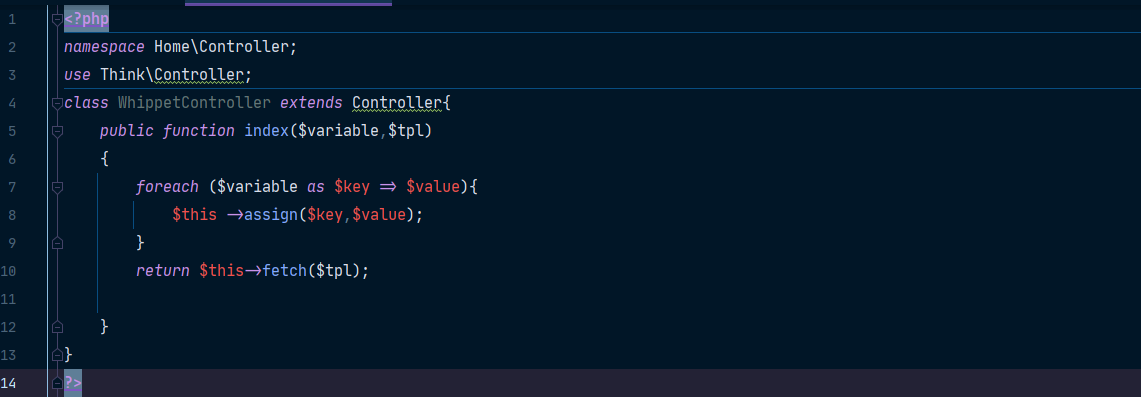 1 <?php
2 namespace Home\Controller;
3 use Think\Controller;
4 class WhippetController extends Controller{
5     public function index($variable,$tpl)
6     {
7         foreach ($variable as $key => $value){
8             $this ->assign($key,$value);
9         }
10         return $this->fetch($tpl);
11
12     }
13 }
14 ?>